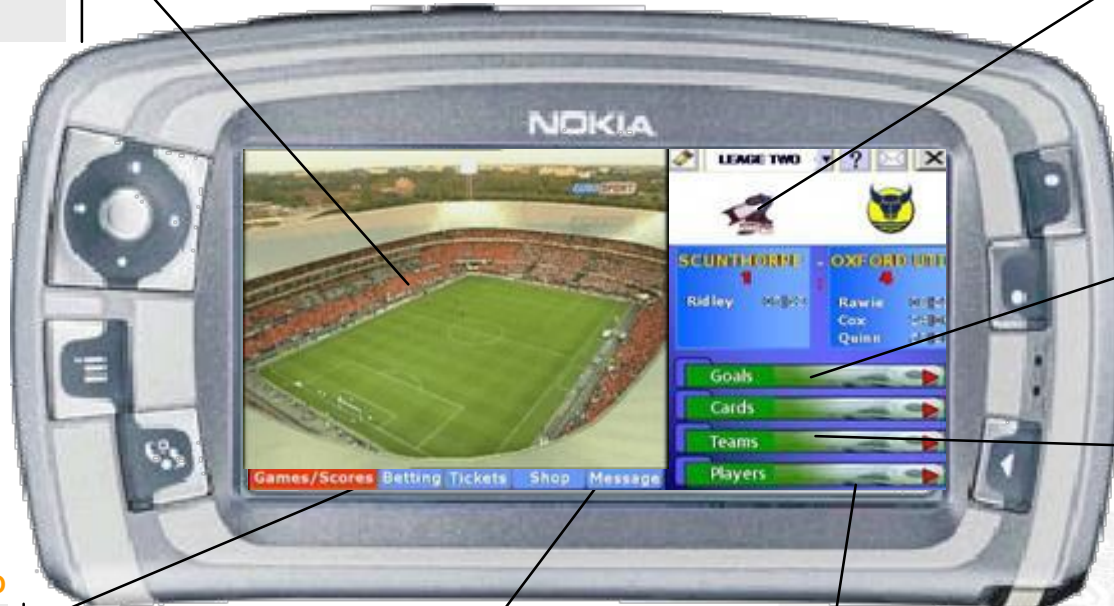 NOKIA
LEAGE TWO ?
EUROSPORT
SCUNTHORPE - OXFORD UTD
1 4
Ridley
Rawle
Cox
Quinn
Goals
Cards
Teams
Players
Games/Scores Betting Tickets Shop Message